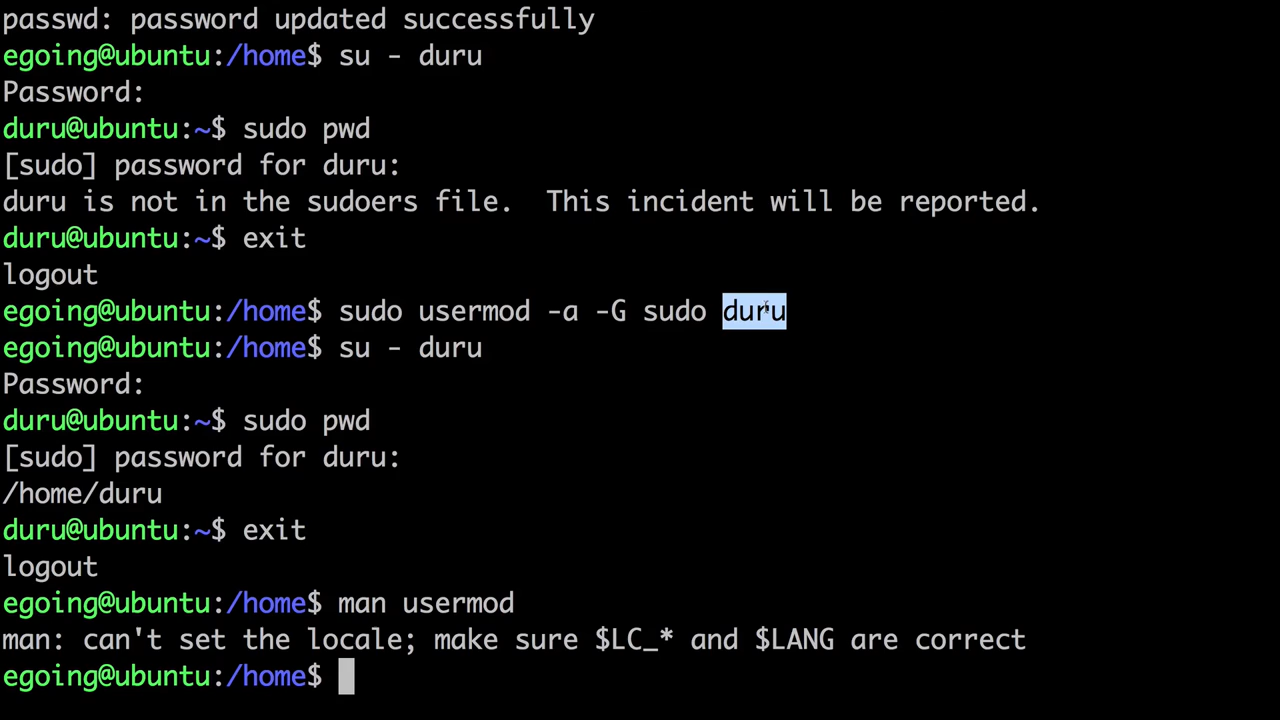 passwd: password updated successfully
egoing@ubuntu:/home$ su - duru
Password:
duru@ubuntu:~$ sudo pwd
[sudo] password for duru:
duru is not in the sudoers file.  This incident will be reported.
duru@ubuntu:~$ exit
logout
egoing@ubuntu:/home$ sudo usermod -a -G sudo duru
egoing@ubuntu:/home$ su - duru
Password:
duru@ubuntu:~$ sudo pwd
[sudo] password for duru:
/home/duru
duru@ubuntu:~$ exit
logout
egoing@ubuntu:/home$ man usermod
man: can't set the locale; make sure $LC_* and $LANG are correct
egoing@ubuntu:/home$